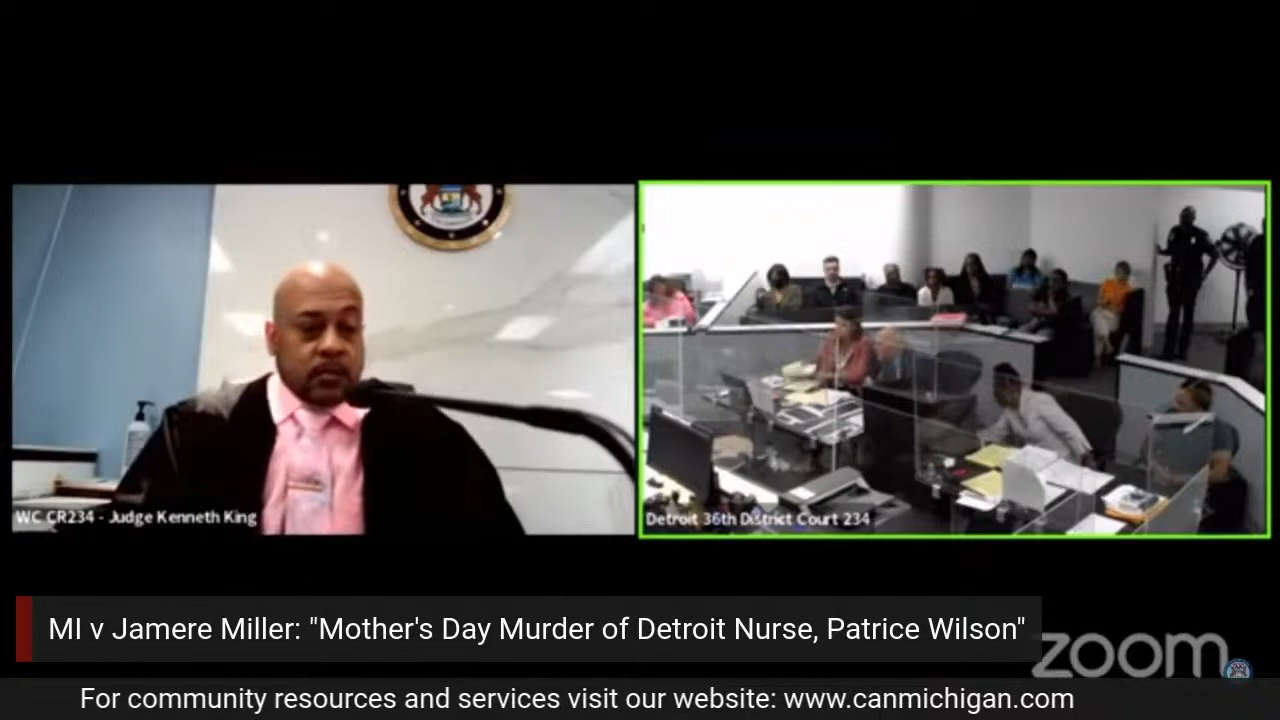 WC CR234 - Judge Kenneth King
Detroit 36th District Court 234
MI v Jamere Miller: "Mother's Day Murder of Detroit Nurse, Patrice Wilson"
zoom
For community resources and services visit our website: www.canmichigan.com